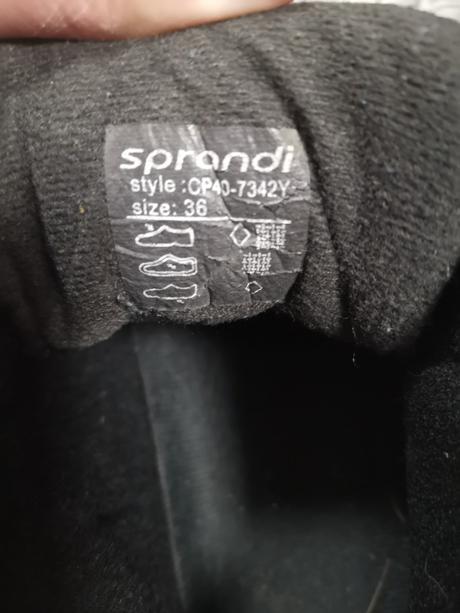 sprandi
style :CP40-7342Y
size: 36